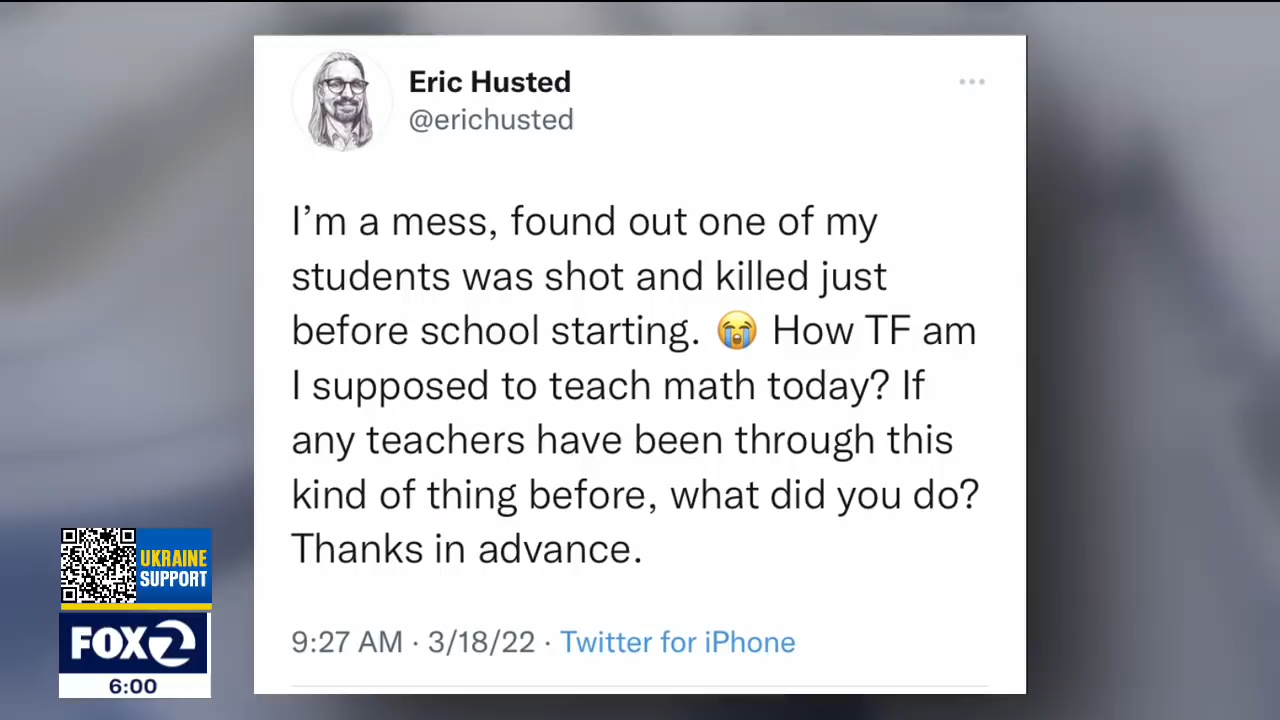 Eric Husted
@erichusted
I’m a mess, found out one of my
students was shot and killed just
before school starting. 😭 How TF am
I supposed to teach math today? If
any teachers have been through this
kind of thing before, what did you do?
Thanks in advance.
9:27 AM · 3/18/22 · Twitter for iPhone
UKRAINE
SUPPORT
FOX 2
6:00